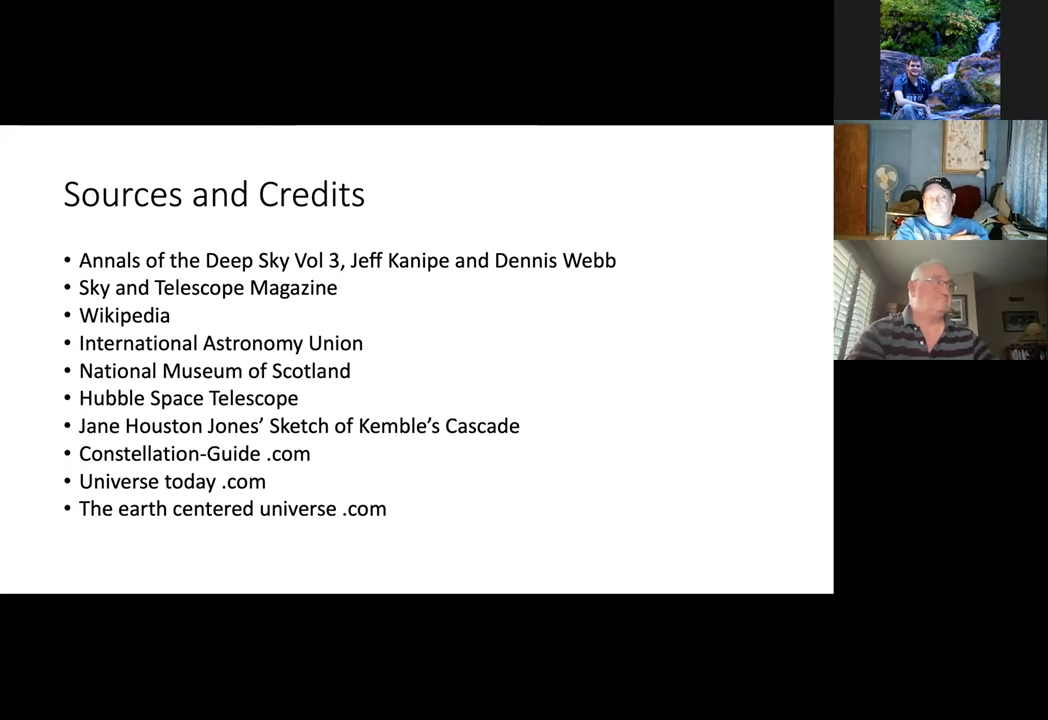 Sources and Credits
• Annals of the Deep Sky Vol 3, Jeff Kanipe and Dennis Webb
• Sky and Telescope Magazine
• Wikipedia
• International Astronomy Union
• National Museum of Scotland
• Hubble Space Telescope
• Jane Houston Jones’ Sketch of Kemble’s Cascade
• Constellation-Guide .com
• Universe today .com
• The earth centered universe .com